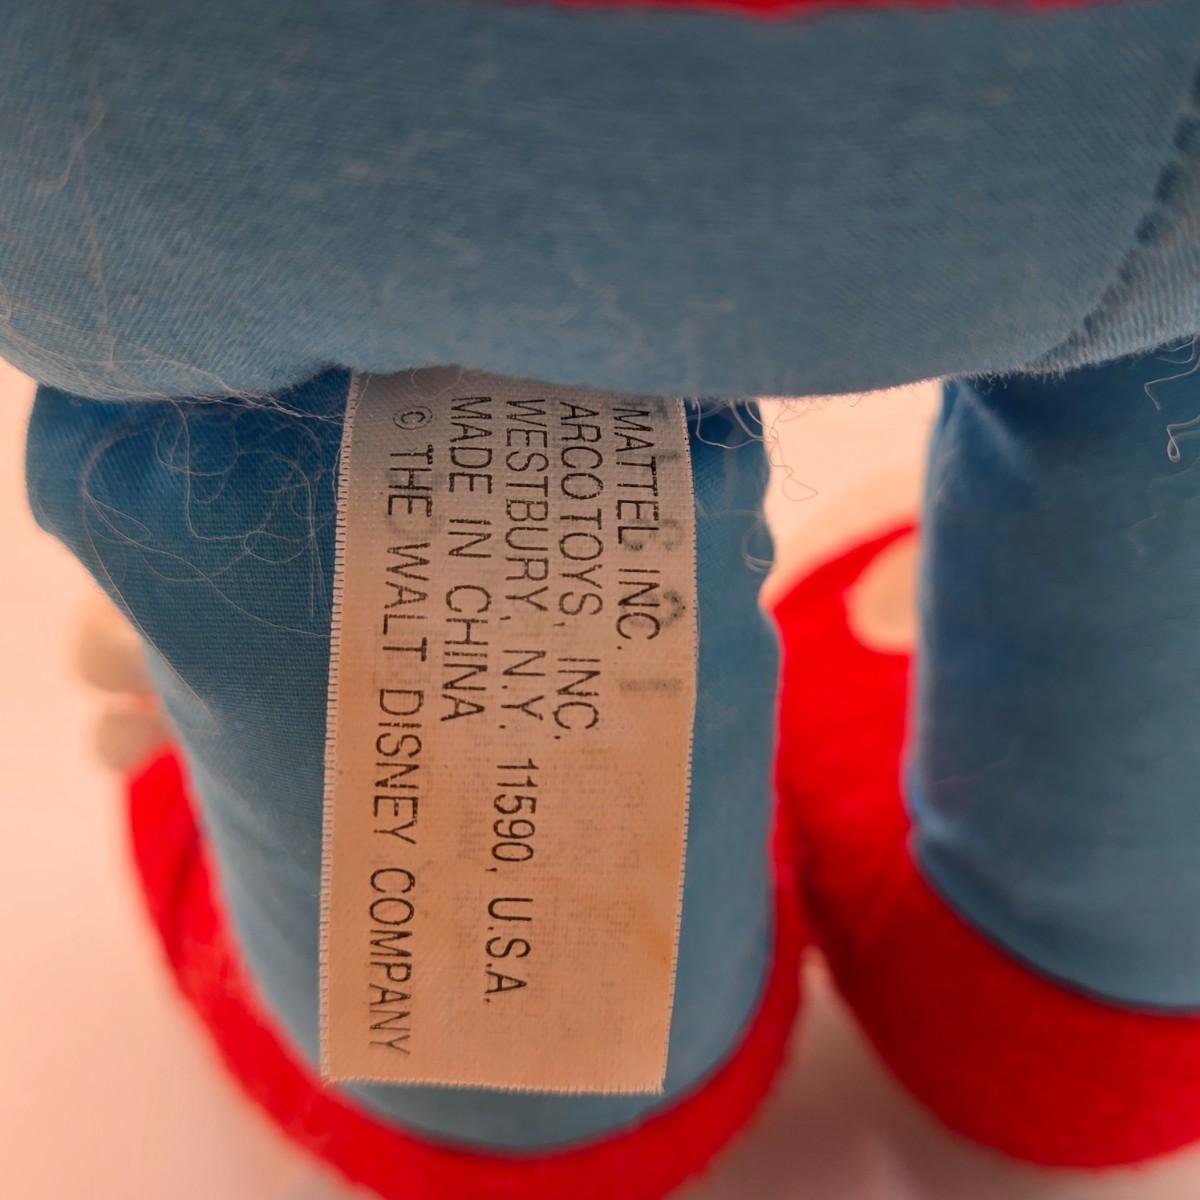 MATTEL INC.
ARCOTOYS, INC.
WESTBURY, N.Y. 11590, U.S.A.
MADE IN CHINA
© THE WALT DISNEY COMPANY